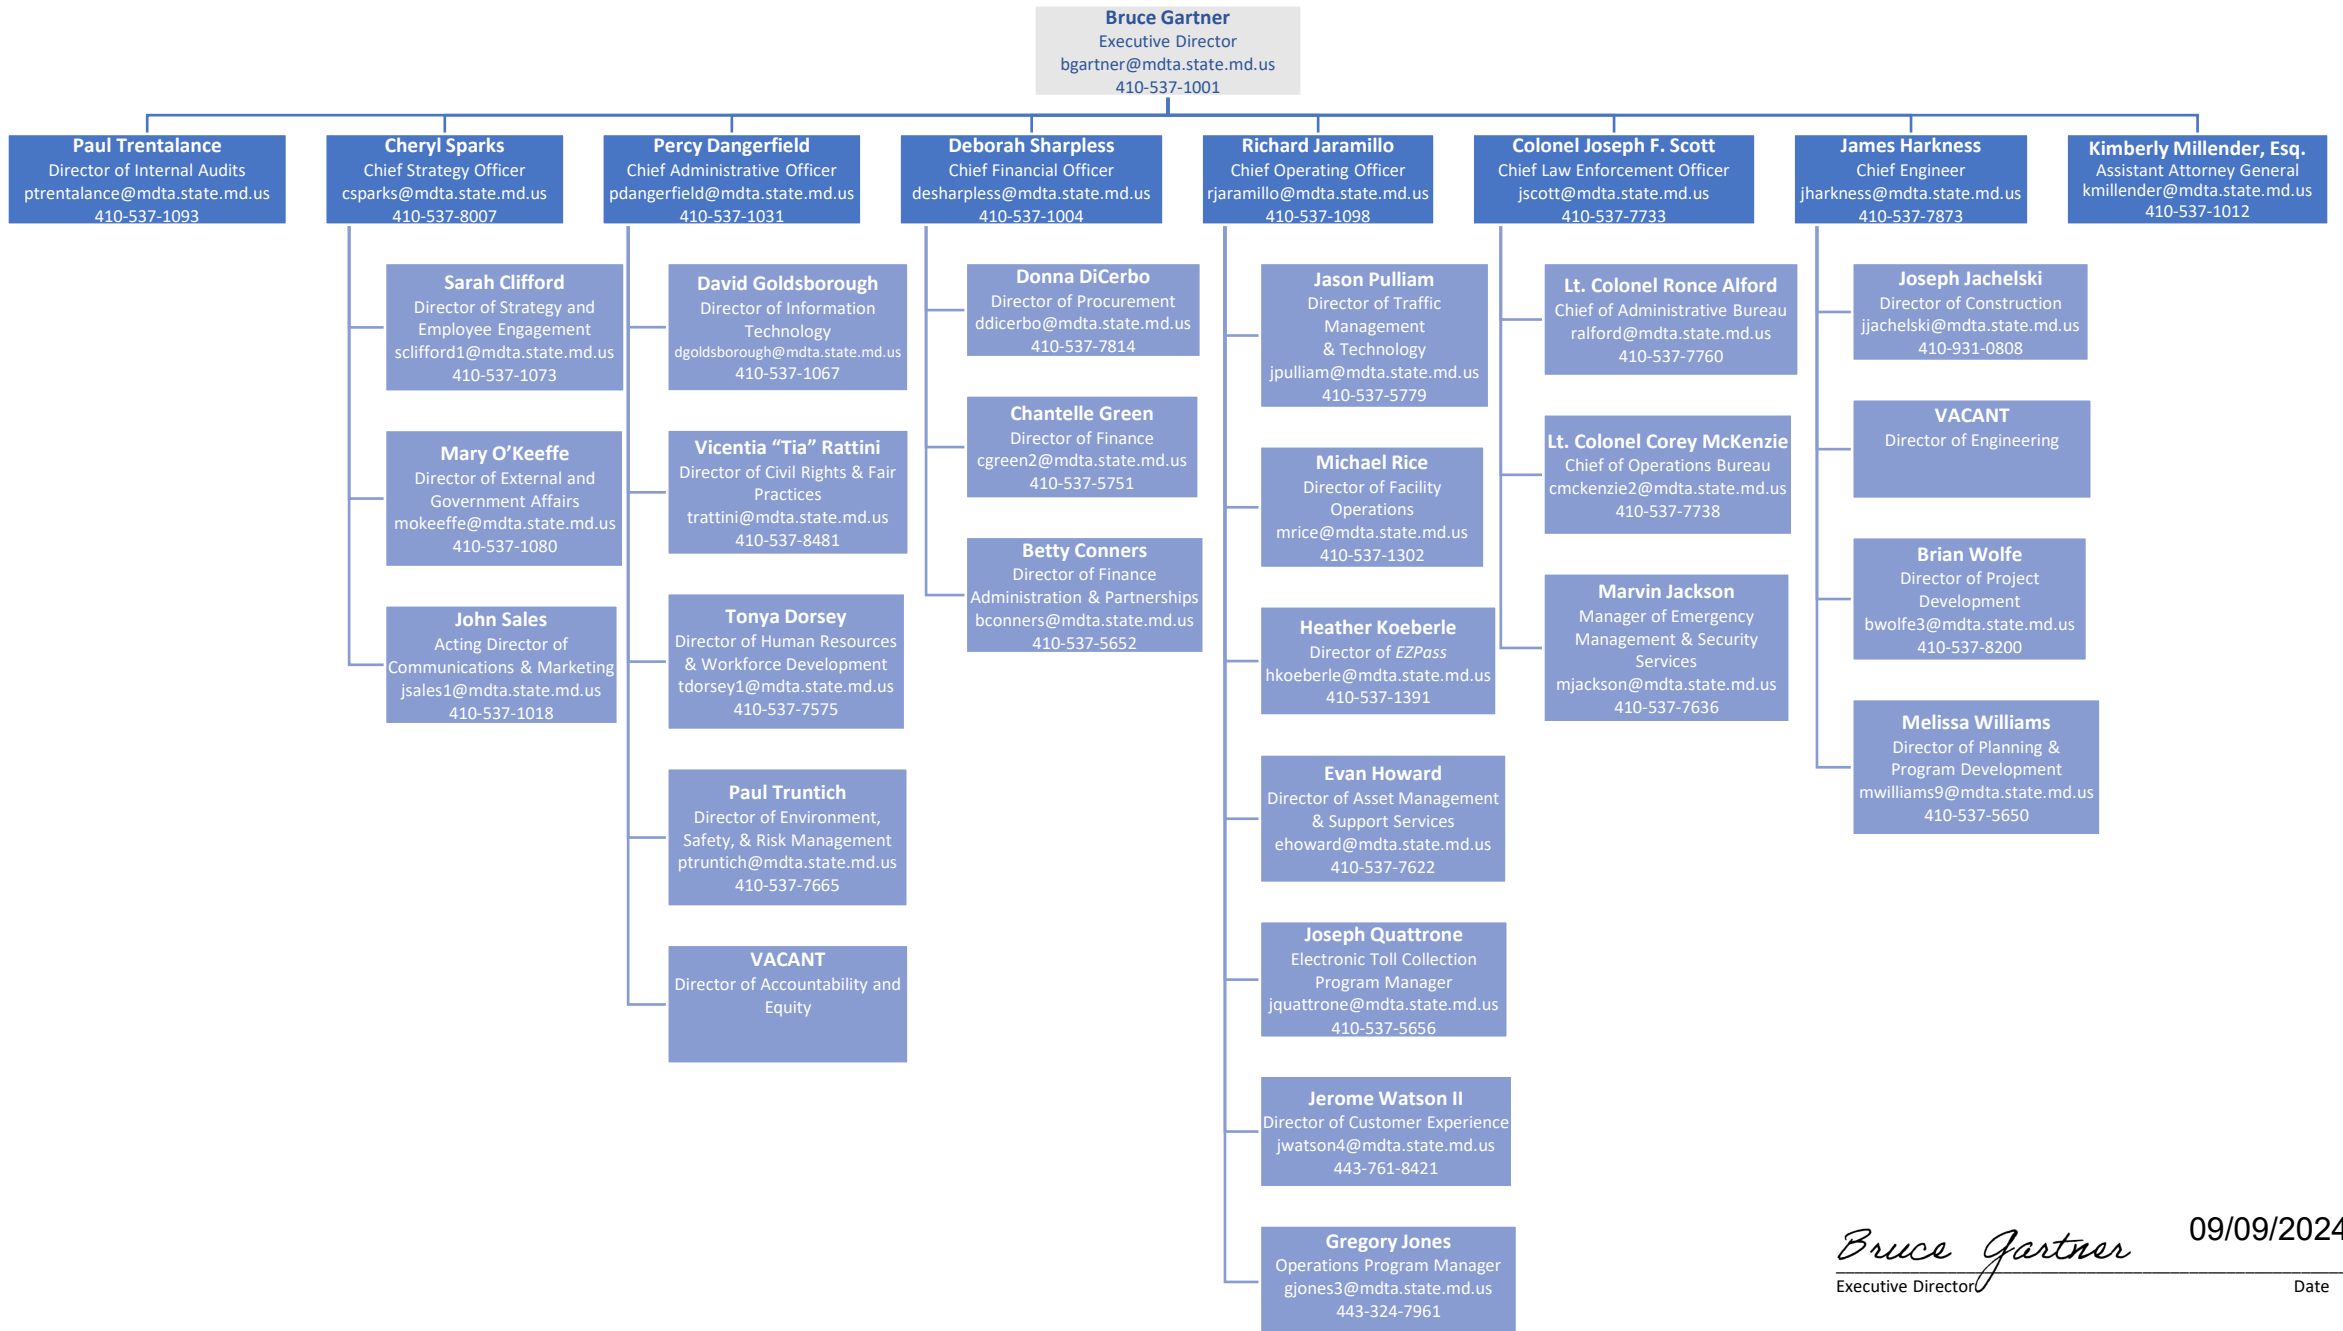 Bruce Gartner
Executive Director
bgartner@mdta.state.md.us
410-537-1001
Paul Trentalance
Director of Internal Audits
ptrentalance@mdta.state.md.us
410-537-1093
Cheryl Sparks
Chief Strategy Officer
csparks@mdta.state.md.us
410-537-8007
Percy Dangerfield
Chief Administrative Officer
pdangerfield@mdta.state.md.us
410-537-1031
Deborah Sharpless
Chief Financial Officer
desharpless@mdta.state.md.us
410-537-1004
Richard Jaramillo
Chief Operating Officer
rjaramillo@mdta.state.md.us
410-537-1098
Colonel Joseph F. Scott
Chief Law Enforcement Officer
jscott@mdta.state.md.us
410-537-7733
James Harkness
Chief Engineer
jharkness@mdta.state.md.us
410-537-7873
Kimberly Millender, Esq.
Assistant Attorney General
kmillender@mdta.state.md.us
410-537-1012
Sarah Clifford
Director of Strategy and
Employee Engagement
sclifford1@mdta.state.md.us
410-537-1073
Mary O’Keeffe
Director of External and
Government Affairs
mokeeffe@mdta.state.md.us
410-537-1080
John Sales
Acting Director of
Communications & Marketing
jsales1@mdta.state.md.us
410-537-1018
David Goldsborough
Director of Information
Technology
dgoldsborough@mdta.state.md.us
410-537-1067
Vicentia “Tia” Rattini
Director of Civil Rights & Fair
Practices
trattini@mdta.state.md.us
410-537-8481
Tonya Dorsey
Director of Human Resources
& Workforce Development
tdorsey1@mdta.state.md.us
410-537-7575
Paul Truntich
Director of Environment,
Safety, & Risk Management
ptruntich@mdta.state.md.us
410-537-7665
VACANT
Director of Accountability and
Equity
Donna DiCerbo
Director of Procurement
ddicerbo@mdta.state.md.us
410-537-7814
Chantelle Green
Director of Finance
cgreen2@mdta.state.md.us
410-537-5751
Betty Conners
Director of Finance
Administration & Partnerships
bconners@mdta.state.md.us
410-537-5652
Jason Pulliam
Director of Traffic
Management
& Technology
jpulliam@mdta.state.md.us
410-537-5779
Michael Rice
Director of Facility
Operations
mrice@mdta.state.md.us
410-537-1302
Heather Koeberle
Director of EZPass
hkoeberle@mdta.state.md.us
410-537-1391
Evan Howard
Director of Asset Management
& Support Services
ehoward@mdta.state.md.us
410-537-7622
Joseph Quattrone
Electronic Toll Collection
Program Manager
jquattrone@mdta.state.md.us
410-537-5656
Jerome Watson II
Director of Customer Experience
jwatson4@mdta.state.md.us
443-761-8421
Gregory Jones
Operations Program Manager
gjones3@mdta.state.md.us
443-324-7961
Lt. Colonel Ronce Alford
Chief of Administrative Bureau
ralford@mdta.state.md.us
410-537-7760
Lt. Colonel Corey McKenzie
Chief of Operations Bureau
cmckenzie2@mdta.state.md.us
410-537-7738
Marvin Jackson
Manager of Emergency
Management & Security
Services
mjackson@mdta.state.md.us
410-537-7636
Joseph Jachelski
Director of Construction
jjachelski@mdta.state.md.us
410-931-0808
VACANT
Director of Engineering
Brian Wolfe
Director of Project
Development
bwolfe3@mdta.state.md.us
410-537-8200
Melissa Williams
Director of Planning &
Program Development
mwilliams9@mdta.state.md.us
410-537-5650
Bruce Gartner 09/09/2024
Executive Director Date